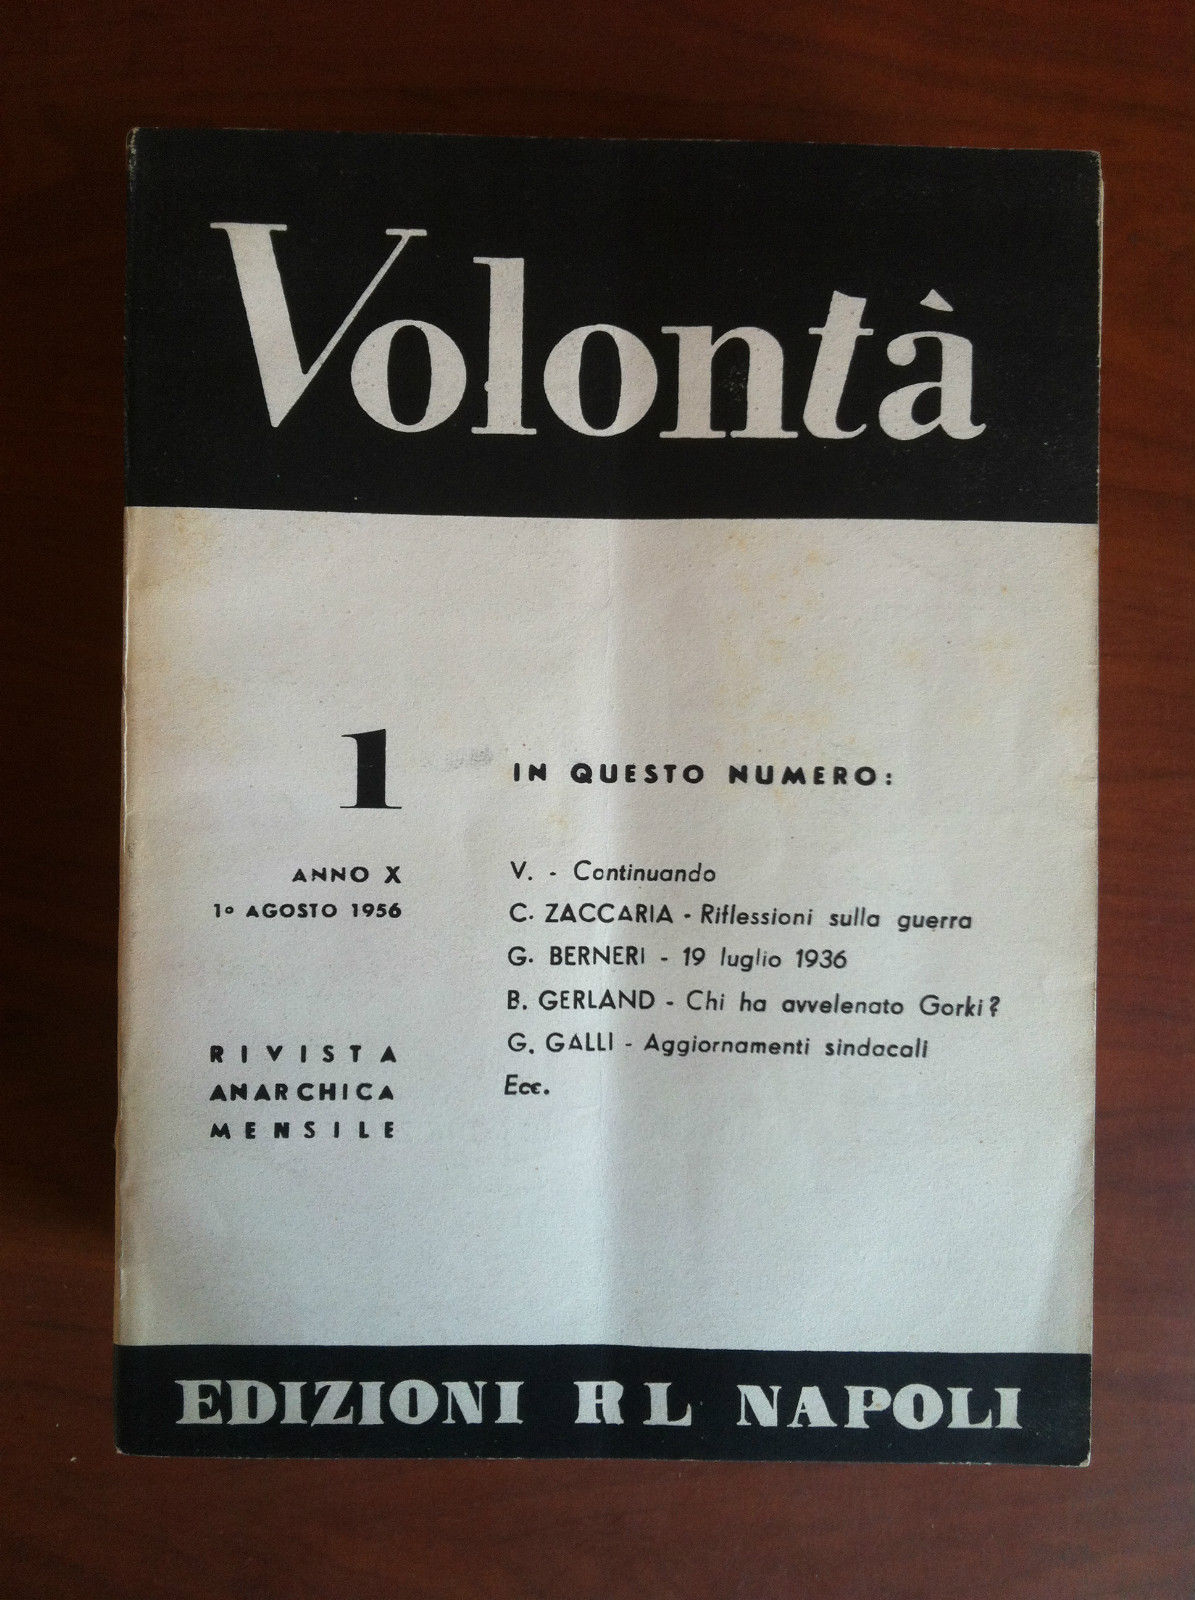 Volontà
1
ANNO X
1º AGOSTO 1956
RIVISTA
ANARCHICA
MENSILE
IN QUESTO NUMERO:
V. - Continuando
C. ZACCARIA - Riflessioni sulla guerra
G. BERNERI - 19 luglio 1936
B. GERLAND - Chi ha avvelenato Gorki?
G. GALLI - Aggiornamenti sindacali
Ecc.
EDIZIONI RL NAPOLI